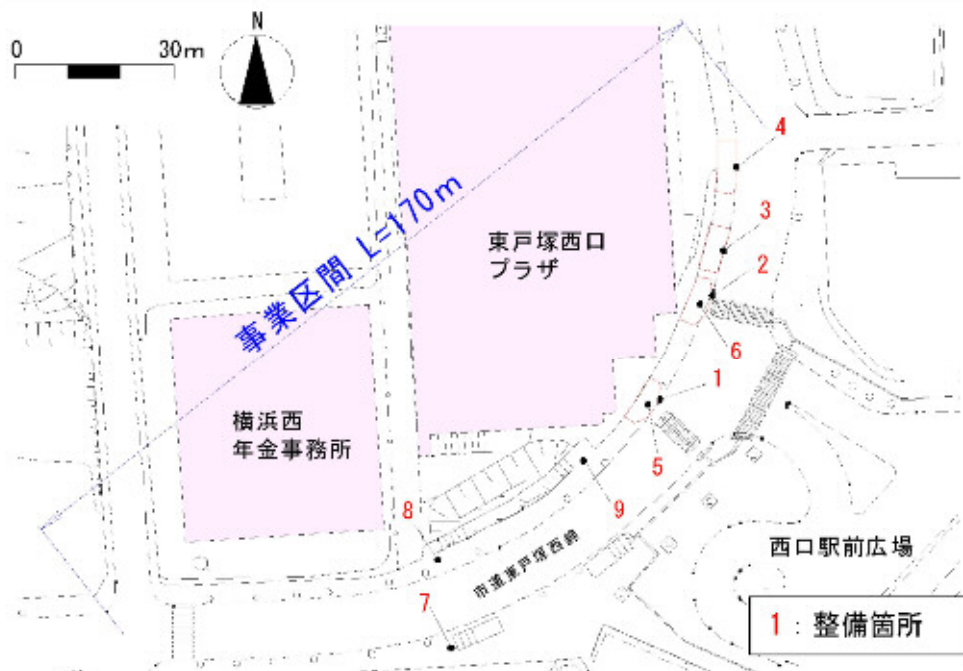 0 30m
N
4
事業区間 L=170m
3
東戸塚西口
プラザ
2
6
1
横浜西
年金事務所
5
8
9
市道東戸塚西線
西口駅前広場
7
1 : 整備箇所